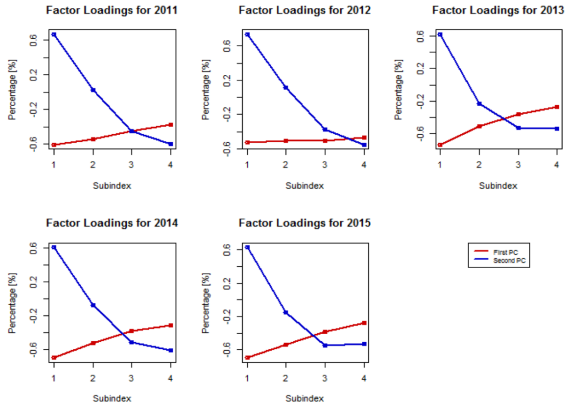 Factor Loadings for 2011
Percentage [%]
0.6
0.2
-0.2
-0.6
1 2 3 4
Subindex
Factor Loadings for 2012
Percentage [%]
0.6
0.2
-0.2
-0.6
1 2 3 4
Subindex
Factor Loadings for 2013
Percentage [%]
0.6
0.2
-0.2
-0.6
1 2 3 4
Subindex
Factor Loadings for 2014
Percentage [%]
0.6
0.2
-0.2
-0.6
1 2 3 4
Subindex
Factor Loadings for 2015
Percentage [%]
0.6
0.2
-0.2
-0.6
1 2 3 4
Subindex
First PC
Second PC